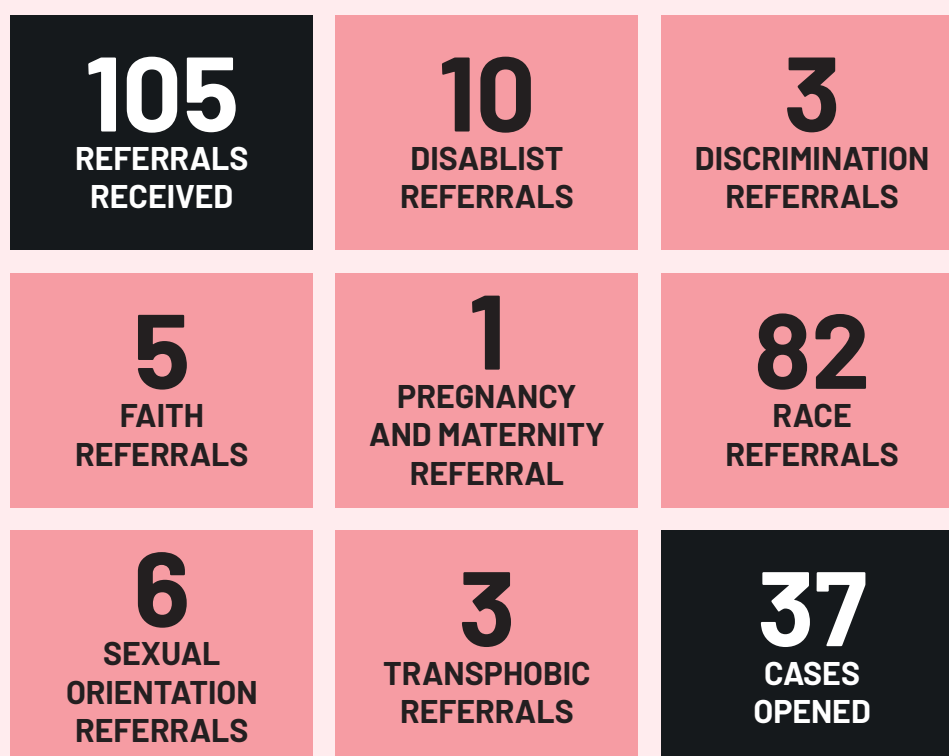 105
REFERRALS
RECEIVED
10
DISABLIST
REFERRALS
3
DISCRIMINATION
REFERRALS
5
FAITH
REFERRALS
1
PREGNANCY
AND MATERNITY
REFERRAL
82
RACE
REFERRALS
6
SEXUAL
ORIENTATION
REFERRALS
3
TRANSPHOBIC
REFERRALS
37
CASES
OPENED